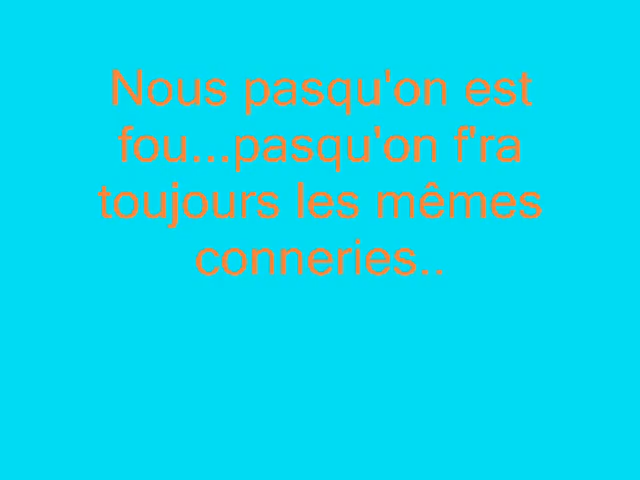 Nous pasqu'on est
fou...pasqu'on f'ra
toujours les mêmes
conneries..